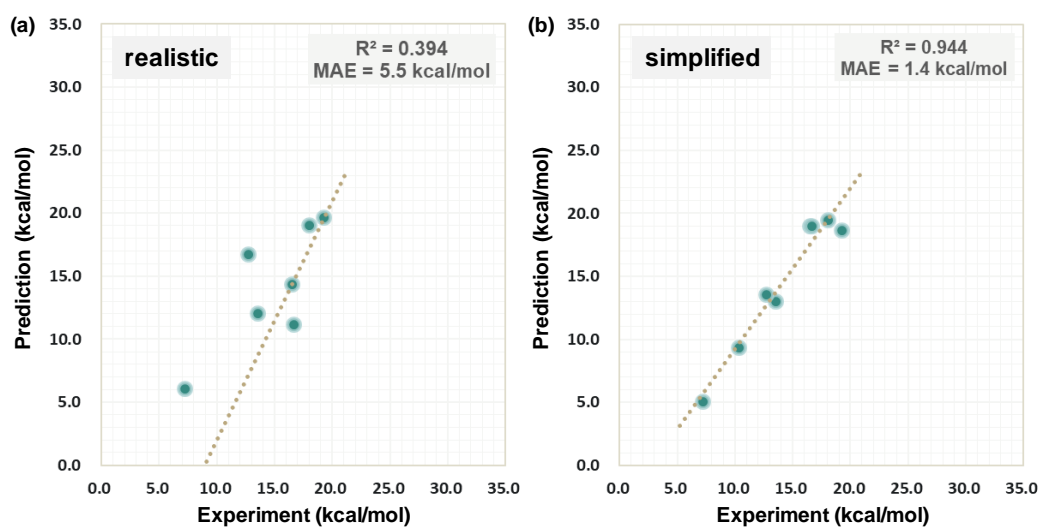 (a)
realistic
R² = 0.394
MAE = 5.5 kcal/mol
Prediction (kcal/mol)
35.0
30.0
25.0
20.0
15.0
10.0
5.0
0.0
0.0 5.0 10.0 15.0 20.0 25.0 30.0 35.0
Experiment (kcal/mol)
(b)
simplified
R² = 0.944
MAE = 1.4 kcal/mol
Prediction (kcal/mol)
35.0
30.0
25.0
20.0
15.0
10.0
5.0
0.0
0.0 5.0 10.0 15.0 20.0 25.0 30.0 35.0
Experiment (kcal/mol)